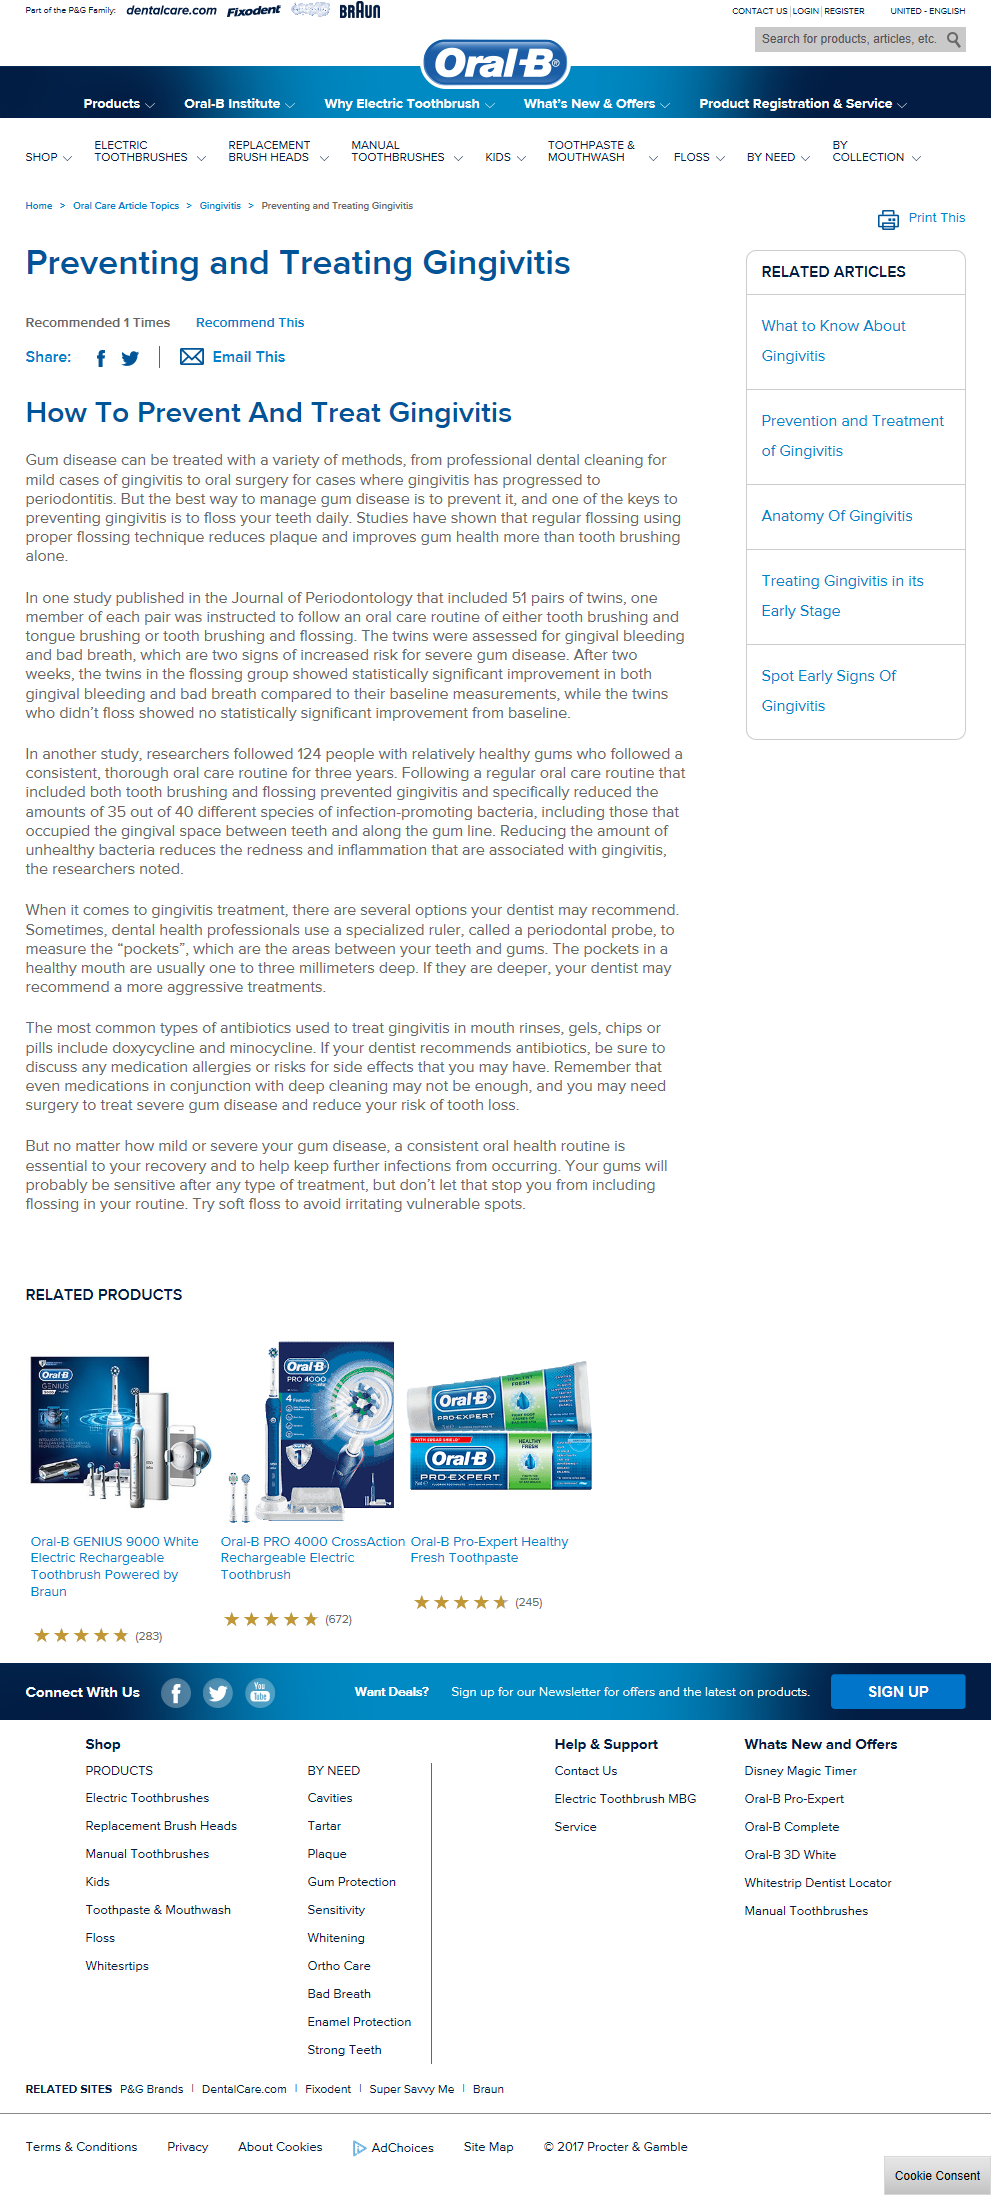 Part of the P&G Family: dentalcare.com Fixodent BRAUN
CONTACT US | LOGIN | REGISTER UNITED - ENGLISH
Search for products, articles, etc.
Oral-B®
Products Oral-B Institute Why Electric Toothbrush What's New & Offers Product Registration & Service
SHOP ELECTRIC TOOTHBRUSHES REPLACEMENT BRUSH HEADS MANUAL TOOTHBRUSHES KIDS TOOTHPASTE & MOUTHWASH FLOSS BY NEED BY COLLECTION
Home > Oral Care Article Topics > Gingivitis > Preventing and Treating Gingivitis
Print This
Preventing and Treating Gingivitis
Recommended 1 Times Recommend This
Share: Email This
How To Prevent And Treat Gingivitis
Gum disease can be treated with a variety of methods, from professional dental cleaning for
mild cases of gingivitis to oral surgery for cases where gingivitis has progressed to
periodontitis. But the best way to manage gum disease is to prevent it, and one of the keys to
preventing gingivitis is to floss your teeth daily. Studies have shown that regular flossing using
proper flossing technique reduces plaque and improves gum health more than tooth brushing
alone.
In one study published in the Journal of Periodontology that included 51 pairs of twins, one
member of each pair was instructed to follow an oral care routine of either tooth brushing and
tongue brushing or tooth brushing and flossing. The twins were assessed for gingival bleeding
and bad breath, which are two signs of increased risk for severe gum disease. After two
weeks, the twins in the flossing group showed statistically significant improvement in both
gingival bleeding and bad breath compared to their baseline measurements, while the twins
who didn't floss showed no statistically significant improvement from baseline.
In another study, researchers followed 124 people with relatively healthy gums who followed a
consistent, thorough oral care routine for three years. Following a regular oral care routine that
included both tooth brushing and flossing prevented gingivitis and specifically reduced the
amounts of 35 out of 40 different species of infection-promoting bacteria, including those that
occupied the gingival space between teeth and along the gum line. Reducing the amount of
unhealthy bacteria reduces the redness and inflammation that are associated with gingivitis,
the researchers noted.
When it comes to gingivitis treatment, there are several options your dentist may recommend.
Sometimes, dental health professionals use a specialized ruler, called a periodontal probe, to
measure the “pockets”, which are the areas between your teeth and gums. The pockets in a
healthy mouth are usually one to three millimeters deep. If they are deeper, your dentist may
recommend a more aggressive treatments.
The most common types of antibiotics used to treat gingivitis in mouth rinses, gels, chips or
pills include doxycycline and minocycline. If your dentist recommends antibiotics, be sure to
discuss any medication allergies or risks for side effects that you may have. Remember that
even medications in conjunction with deep cleaning may not be enough, and you may need
surgery to treat severe gum disease and reduce your risk of tooth loss.
But no matter how mild or severe your gum disease, a consistent oral health routine is
essential to your recovery and to help keep further infections from occurring. Your gums will
probably be sensitive after any type of treatment, but don't let that stop you from including
flossing in your routine. Try soft floss to avoid irritating vulnerable spots.
RELATED ARTICLES
What to Know About
Gingivitis
Prevention and Treatment
of Gingivitis
Anatomy Of Gingivitis
Treating Gingivitis in its
Early Stage
Spot Early Signs Of
Gingivitis
RELATED PRODUCTS
Oral-B
GENIUS
Oral-B
PRO 4000
4
1
Oral-B
PRO-EXPERT
HEALTHY
FRESH
Oral-B
PRO-EXPERT
HEALTHY
FRESH
Oral-B GENIUS 9000 White
Electric Rechargeable
Toothbrush Powered by
Braun
(283)
Oral-B PRO 4000 CrossAction
Rechargeable Electric
Toothbrush
(672)
Oral-B Pro-Expert Healthy
Fresh Toothpaste
(245)
Connect With Us You Tube Want Deals? Sign up for our Newsletter for offers and the latest on products. SIGN UP
Shop
PRODUCTS
Electric Toothbrushes
Replacement Brush Heads
Manual Toothbrushes
Kids
Toothpaste & Mouthwash
Floss
Whitesrtips
BY NEED
Cavities
Tartar
Plaque
Gum Protection
Sensitivity
Whitening
Ortho Care
Bad Breath
Enamel Protection
Strong Teeth
Help & Support
Contact Us
Electric Toothbrush MBG
Service
Whats New and Offers
Disney Magic Timer
Oral-B Pro-Expert
Oral-B Complete
Oral-B 3D White
Whitestrip Dentist Locator
Manual Toothbrushes
RELATED SITES P&G Brands | DentalCare.com | Fixodent | Super Savvy Me | Braun
Terms & Conditions Privacy About Cookies AdChoices Site Map © 2017 Procter & Gamble
Cookie Consent